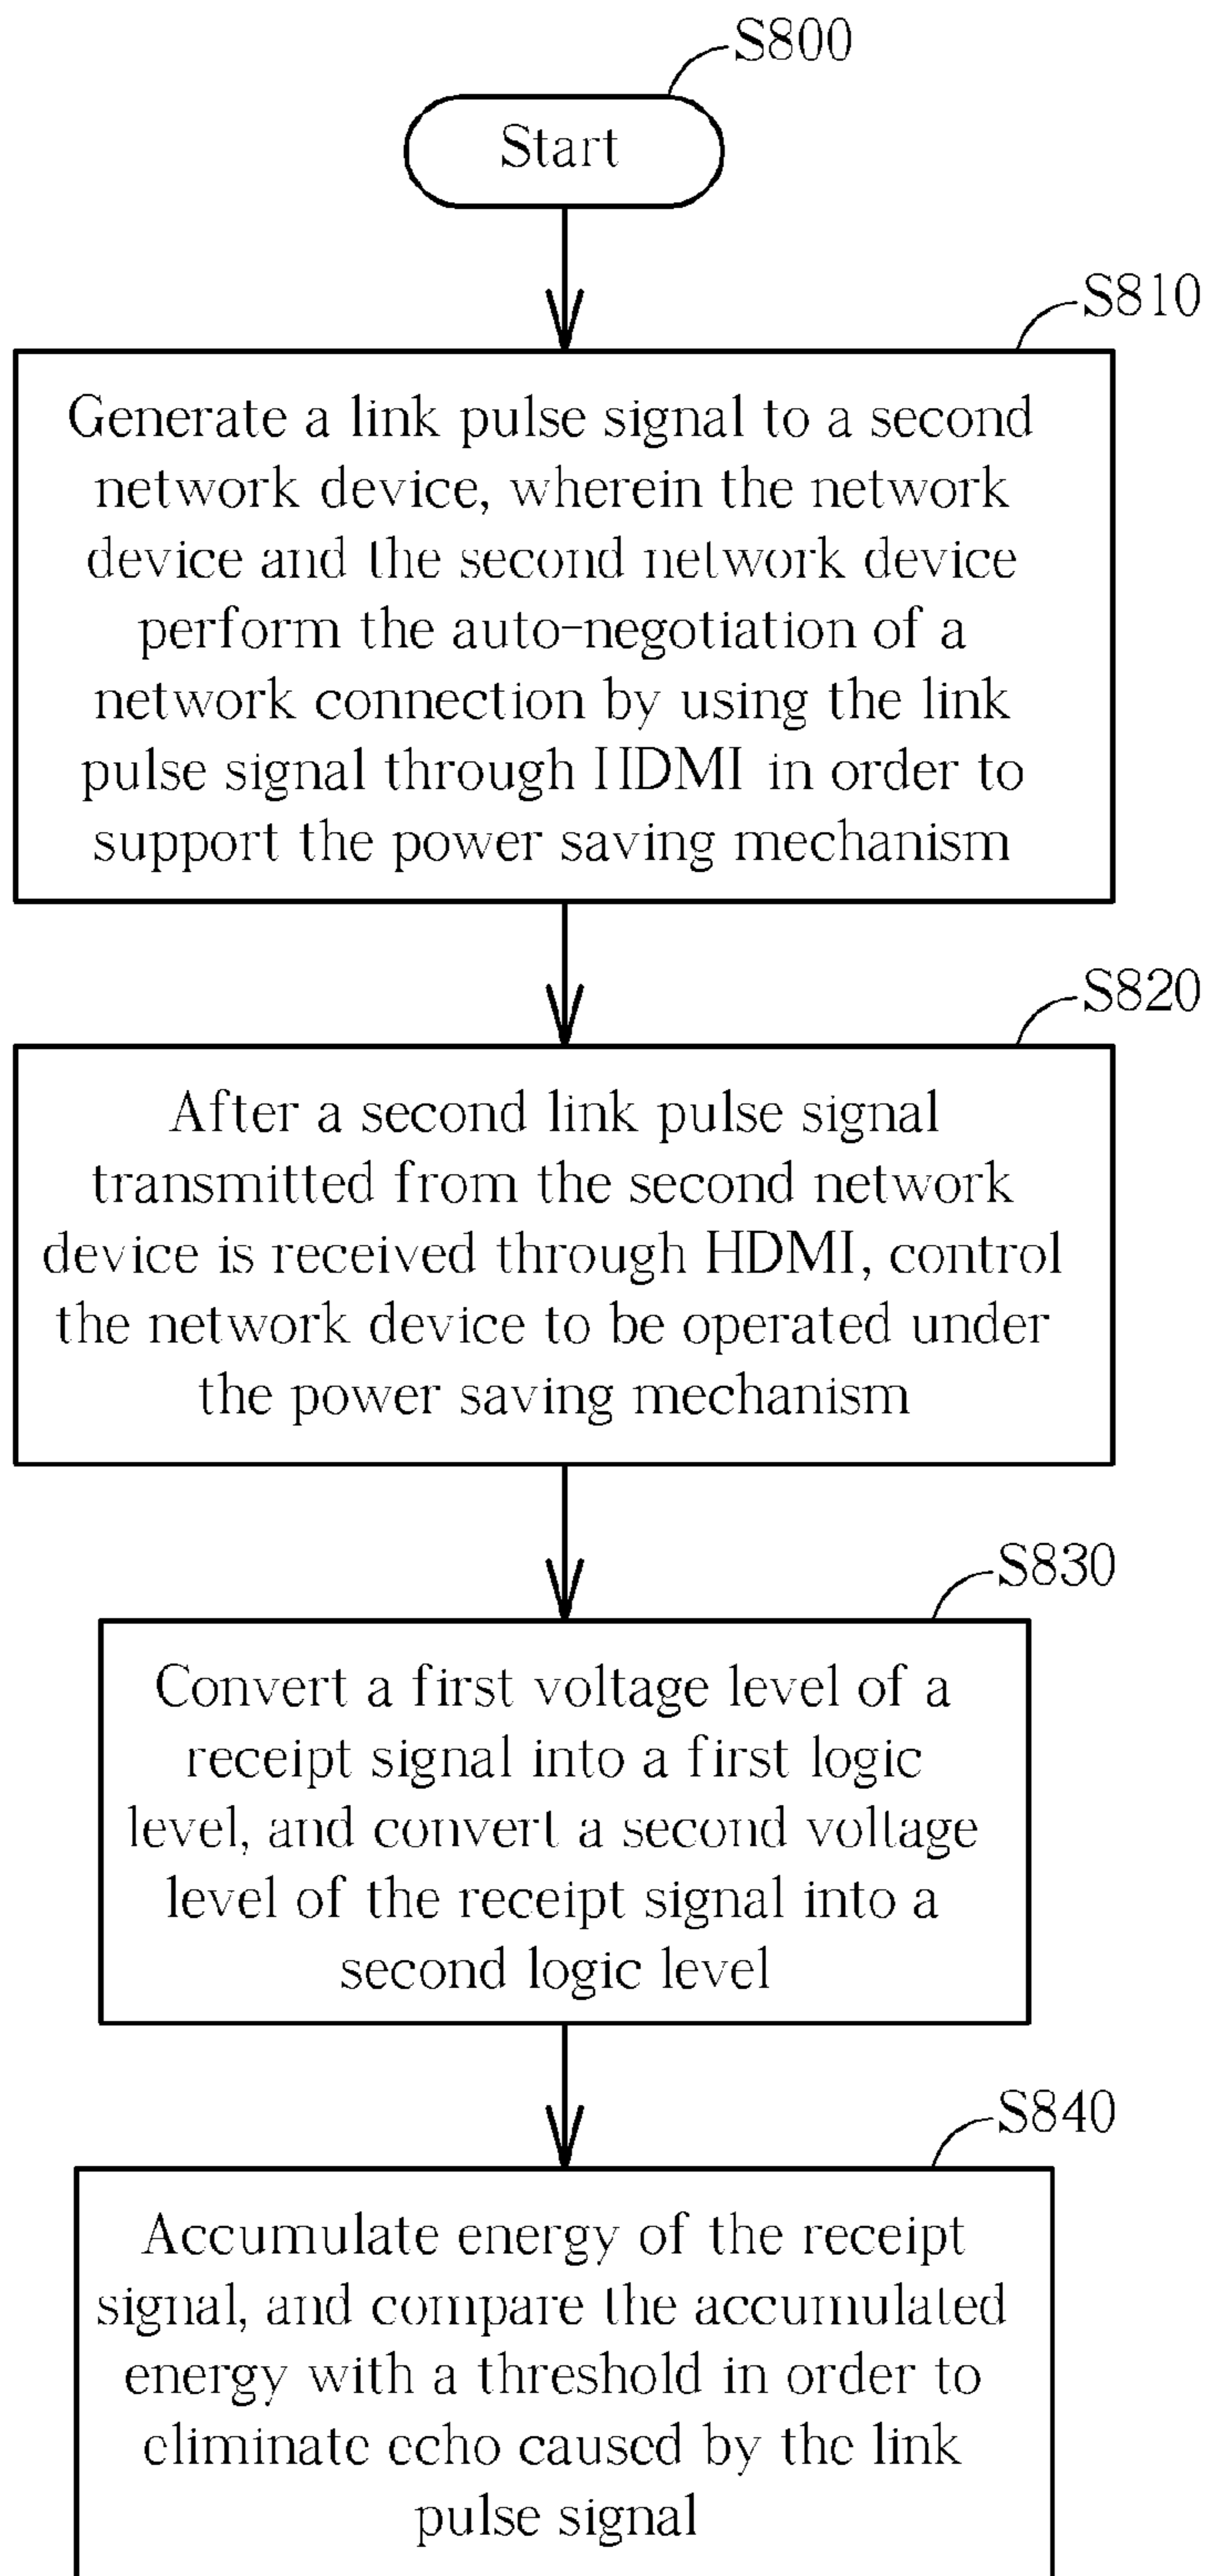 S800
Start
S810
Generate a link pulse signal to a second
network device, wherein the network
device and the second network device
perform the auto-negotiation of a
network connection by using the link
pulse signal through HDMI in order to
support the power saving mechanism
S820
After a second link pulse signal
transmitted from the second network
device is received through HDMI, control
the network device to be operated under
the power saving mechanism
S830
Convert a first voltage level of a
receipt signal into a first logic
level, and convert a second voltage
level of the receipt signal into a
second logic level
S840
Accumulate energy of the receipt
signal, and compare the accumulated
energy with a threshold in order to
eliminate echo caused by the link
pulse signal